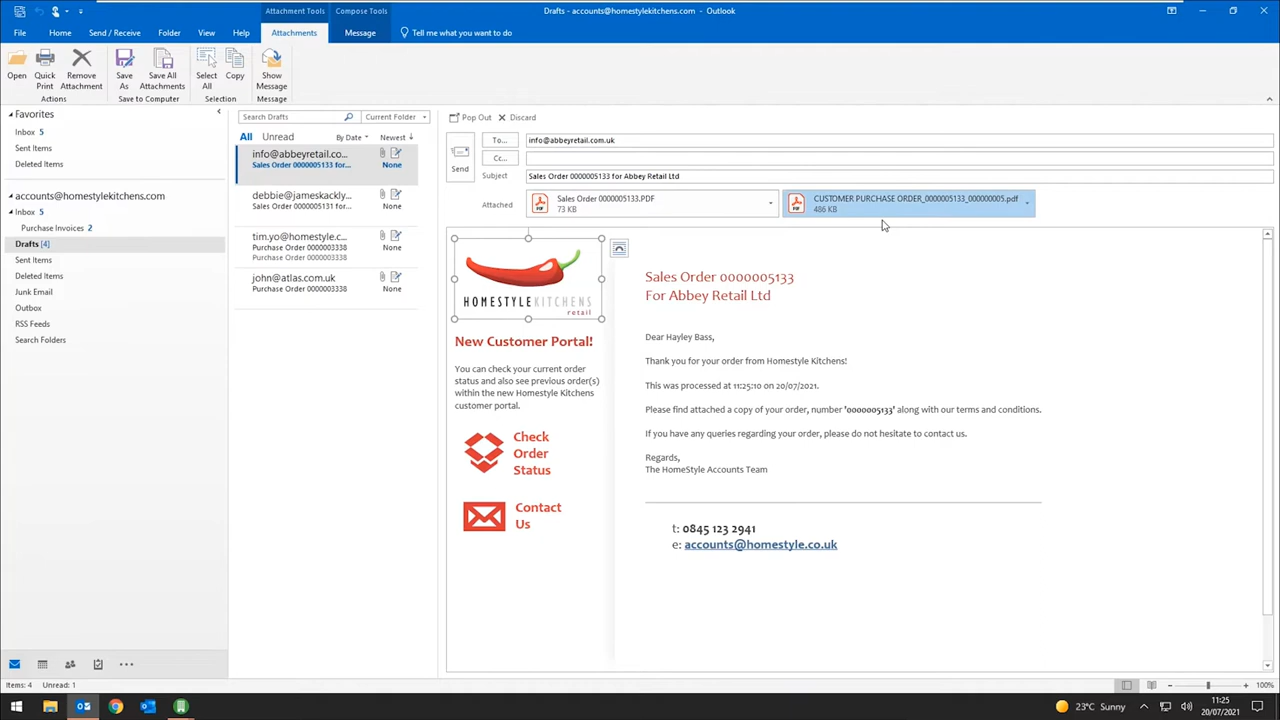 Attachment Tools
Compose Tools
Drafts - accounts@homestylekitchens.com - Outlook
File
Home
Send / Receive
Folder
View
Help
Attachments
Message
Tell me what you want to do
Open
Quick Print
Remove Attachment
Save As
Save All Attachments
Select All
Copy
Show Message
Actions
Save to Computer
Selection
Message
Favorites
Inbox 5
Sent Items
Deleted Items
accounts@homestylekitchens.com
Inbox 5
Purchase Invoices 2
Drafts [4]
Sent Items
Deleted Items
Junk Email
Outbox
RSS Feeds
Search Folders
Search Drafts
Current Folder
All
Unread
By Date
Newest
info@abbeyretail.co...
Sales Order 0000005133 for...
None
debbie@jameskackly...
Sales Order 0000005131 for...
None
tim.yo@homestyle.c...
Purchase Order 0000003338
None
Purchase Order 0000003338
john@atlas.com.uk
Purchase Order 0000003338
None
Pop Out
Discard
Send
To...
info@abbeyretail.com.uk
Cc...
Subject
Sales Order 0000005133 for Abbey Retail Ltd
Attached
Sales Order 0000005133.PDF
73 KB
CUSTOMER PURCHASE ORDER_0000005133_000000005.pdf
486 KB
HOMESTYLEKITCHENS
retail
New Customer Portal!
You can check your current order
status and also see previous order(s)
within the new Homestyle Kitchens
customer portal.
Check
Order
Status
Contact
Us
Sales Order 0000005133
For Abbey Retail Ltd
Dear Hayley Bass,
Thank you for your order from Homestyle Kitchens!
This was processed at 11:25:10 on 20/07/2021.
Please find attached a copy of your order, number '0000005133' along with our terms and conditions.
If you have any queries regarding your order, please do not hesitate to contact us.
Regards,
The HomeStyle Accounts Team
t: 0845 123 2941
e: accounts@homestyle.co.uk
Items: 4
Unread: 1
100%
23°C Sunny
11:25
20/07/2021